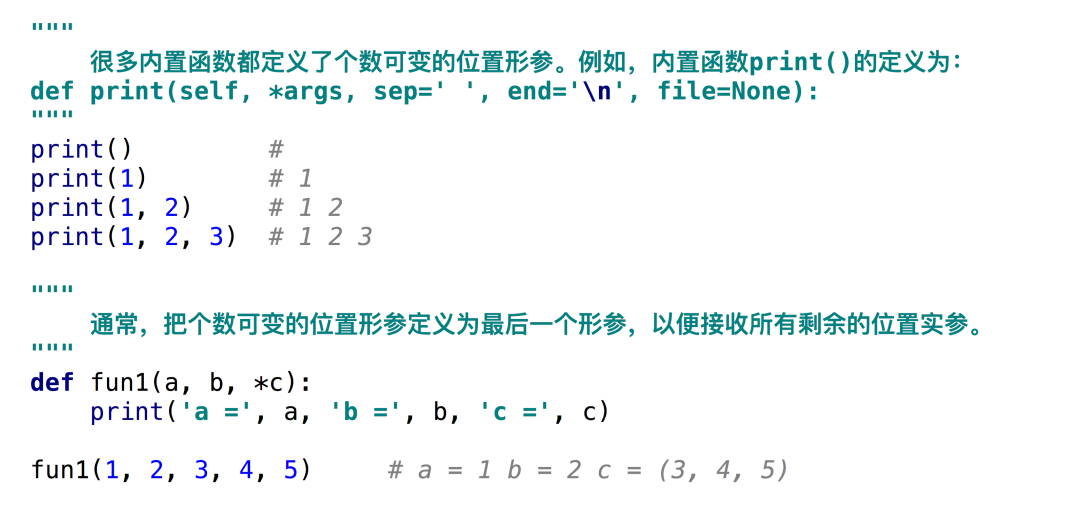 """
    很多内置函数都定义了个数可变的位置形参。例如，内置函数print()的定义为：
def print(self, *args, sep=' ', end='\n', file=None):
"""
print()         #
print(1)        # 1
print(1, 2)     # 1 2
print(1, 2, 3)  # 1 2 3

"""
    通常，把个数可变的位置形参定义为最后一个形参，以便接收所有剩余的位置实参。
"""
def fun1(a, b, *c):
    print('a =', a, 'b =', b, 'c =', c)

fun1(1, 2, 3, 4, 5)     # a = 1 b = 2 c = (3, 4, 5)